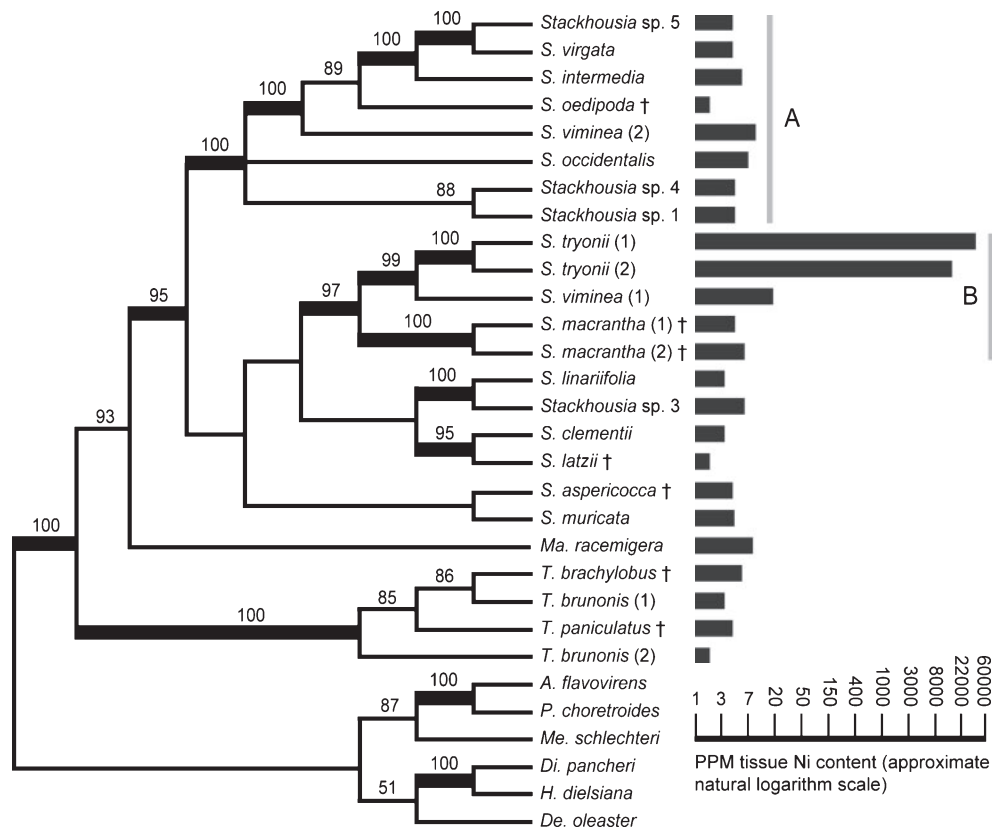 100
Stackhousia sp. 5
100
S. virgata
89
S. intermedia
100
S. oedipoda †
A
S. viminea (2)
100
S. occidentalis
88
Stackhousia sp. 4
Stackhousia sp. 1
100
S. tryonii (1)
99
S. tryonii (2)
97
S. viminea (1)
B
95
100
S. macrantha (1) †
S. macrantha (2) †
100
S. linariifolia
Stackhousia sp. 3
93
95
S. clementii
S. latzii †
S. aspericocca †
S. muricata
100
Ma. racemigera
86
T. brachylobus †
85
T. brunonis (1)
100
T. paniculatus †
T. brunonis (2)
100
A. flavovirens
87
P. choretroides
Me. schlechteri
100
Di. pancheri
51
H. dielsiana
De. oleaster
1 3 7 20 50 150 400 1000 3000 8000 22000 60000
PPM tissue Ni content (approximate
natural logarithm scale)